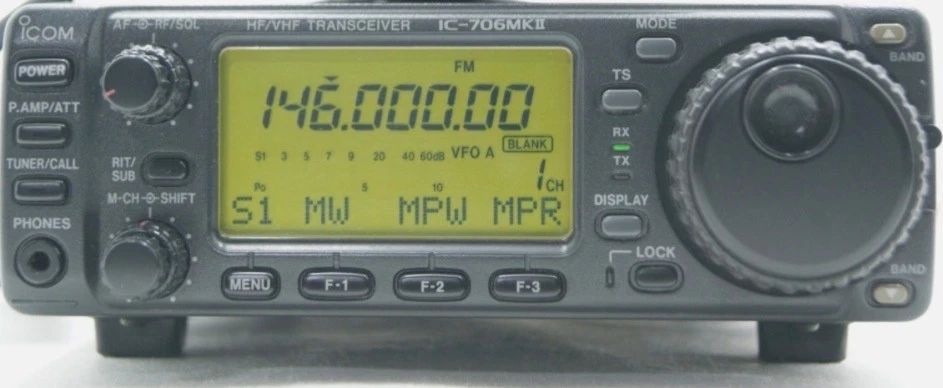 ICOM
AF RF/SQL
HF/VHF TRANSCEIVER IC-706MKII
MODE
BAND
POWER
TS
P.AMP/ATT
FM
146.000.00
RX
TX
S1 3 5 7 9 20 40 60dB VFO A BLANK
1 CH
Po 5 10
TUNER/CALL
RIT/
SUB
M-CH SHIFT
DISPLAY
S1 MW MPW MPR
PHONES
LOCK
MENU F-1 F-2 F-3
BAND